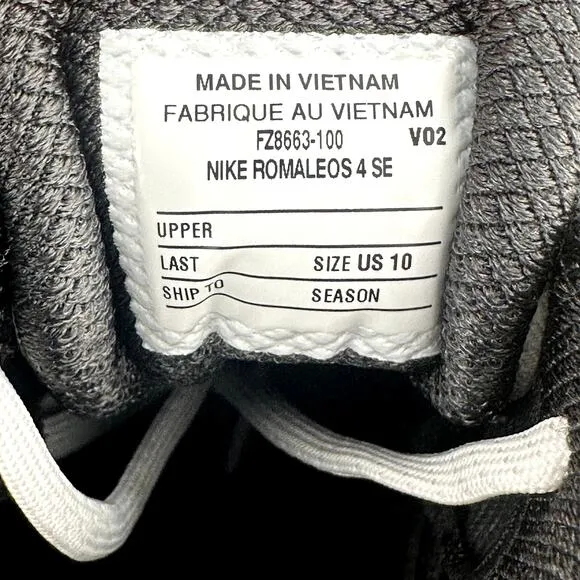 MADE IN VIETNAM
FABRIQUE AU VIETNAM
FZ8663-100 V02
NIKE ROMALEOS 4 SE
UPPER
LAST SIZE US 10
SHIP TO SEASON